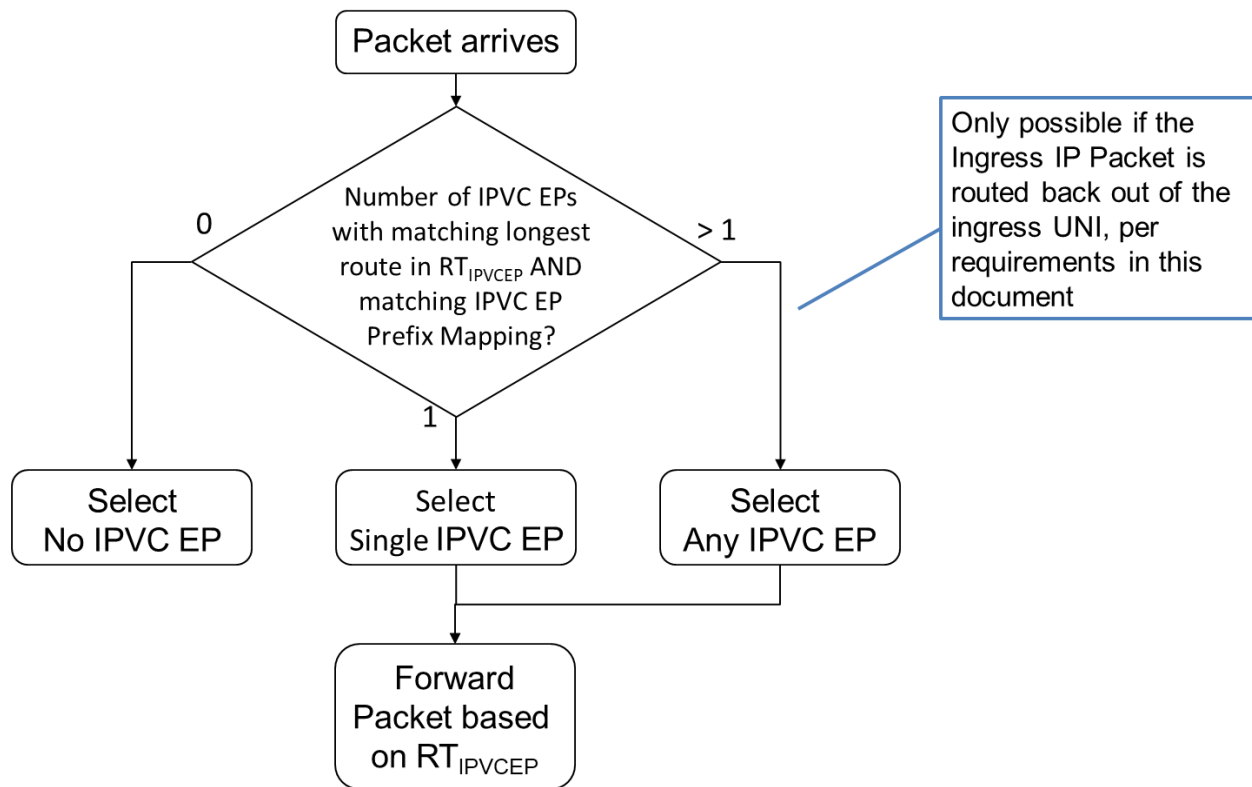 Packet arrives
Number of IPVC EPs
with matching longest
route in RTIPVCEP AND
matching IPVC EP
Prefix Mapping?
0
> 1
1
Only possible if the
Ingress IP Packet is
routed back out of the
ingress UNI, per
requirements in this
document
Select
No IPVC EP
Select
Single IPVC EP
Select
Any IPVC EP
Forward
Packet based
on RTIPVCEP